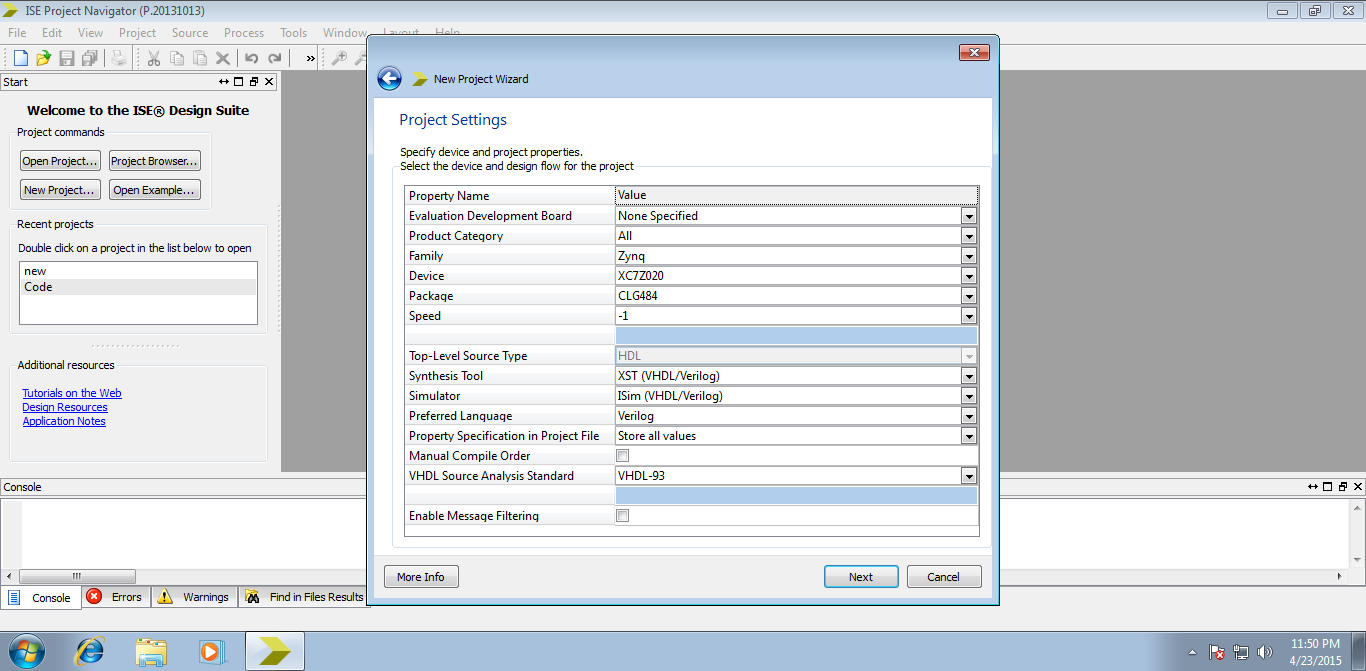 ISE Project Navigator (P.20131013)
File Edit View Project Source Process Tools Window Layout Help
»
Start
Welcome to the ISE® Design Suite
Project commands
Open Project...
Project Browser...
New Project...
Open Example...
Recent projects
Double click on a project in the list below to open
new
Code
Additional resources
Tutorials on the Web
Design Resources
Application Notes
New Project Wizard
Project Settings
Specify device and project properties.
Select the device and design flow for the project
Property Name Value
Evaluation Development Board None Specified
Product Category All
Family Zynq
Device XC7Z020
Package CLG484
Speed -1
Top-Level Source Type HDL
Synthesis Tool XST (VHDL/Verilog)
Simulator ISim (VHDL/Verilog)
Preferred Language Verilog
Property Specification in Project File Store all values
Manual Compile Order
VHDL Source Analysis Standard VHDL-93
Enable Message Filtering
More Info Next Cancel
Console
Console Errors Warnings Find in Files Results
11:50 PM
4/23/2015